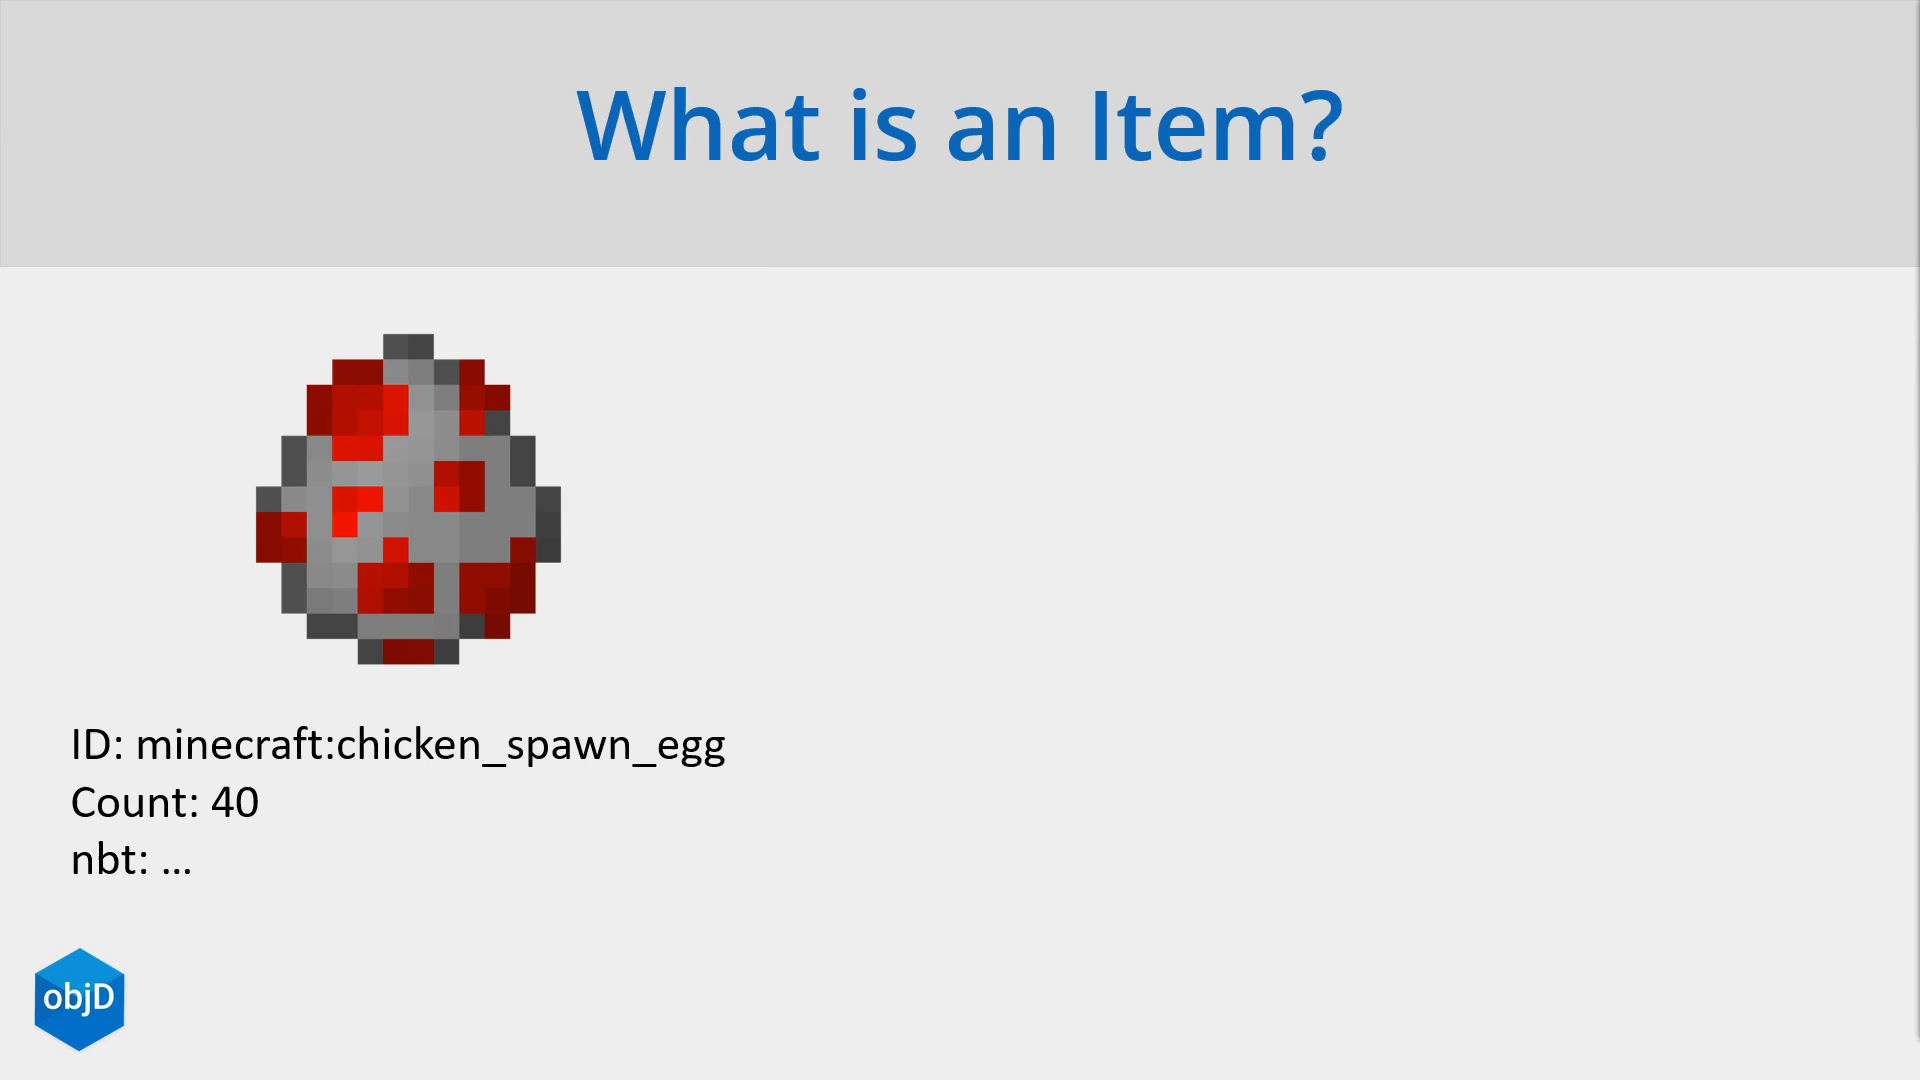 What is an Item?
ID: minecraft:chicken_spawn_egg
Count: 40
nbt: ...
objD